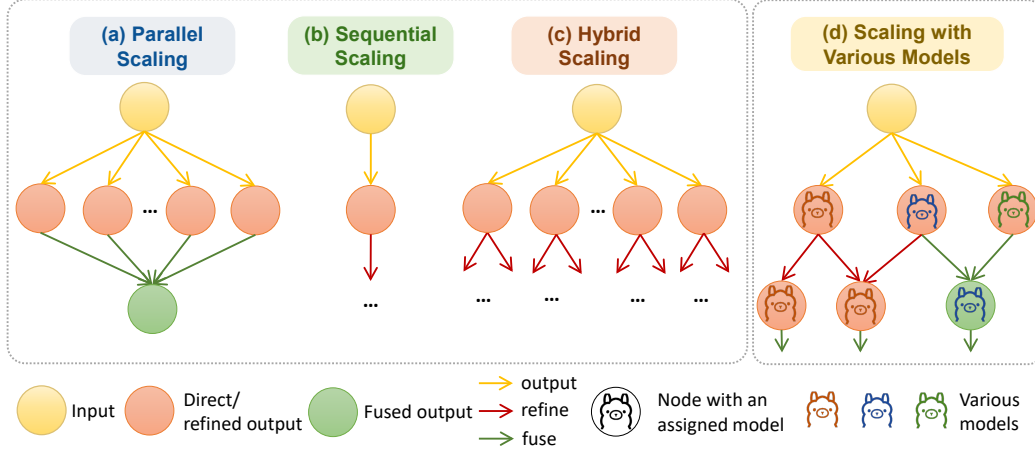 (a) Parallel
Scaling
(b) Sequential
Scaling
(c) Hybrid
Scaling
(d) Scaling with
Various Models
...
...
...
...
...
...
...
Input
Direct/
refined output
Fused output
output
refine
fuse
Node with an
assigned model
Various
models